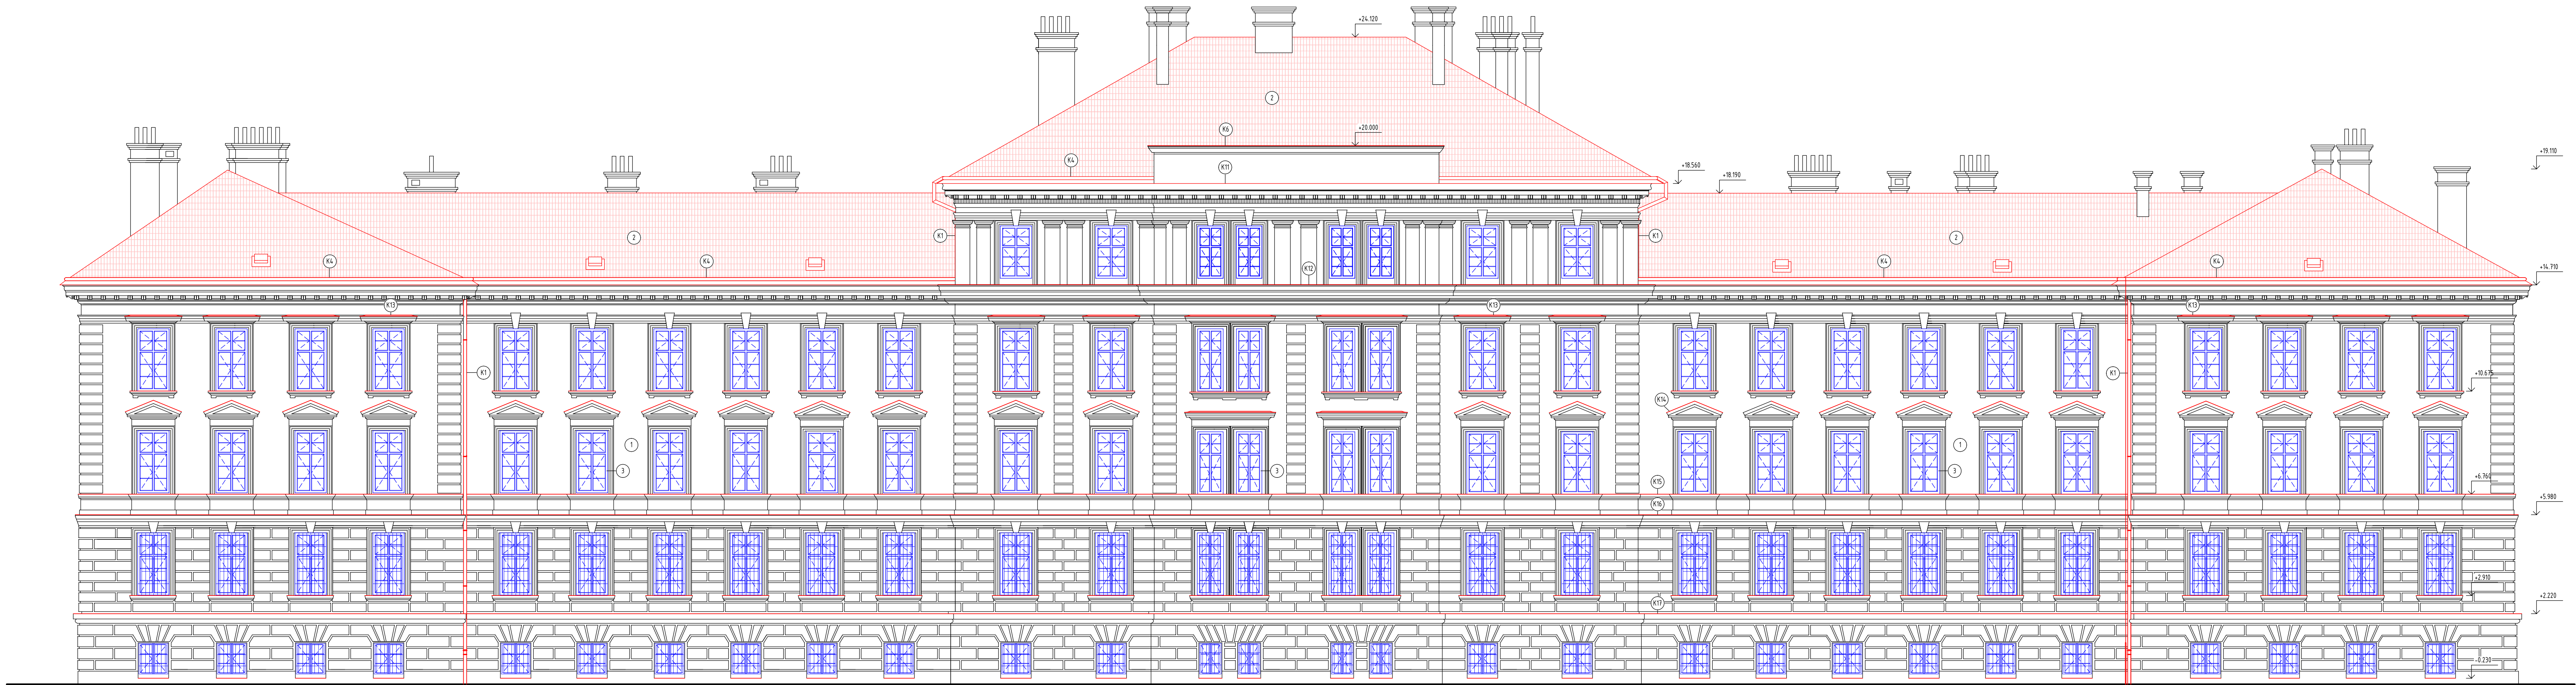 +24.120
2
K6
+20.000
K4
K11
+18.560
+18.190
+19.110
K1
K1
2
2
K4
K4
K12
K4
K4
+14.710
K13
K13
K13
K1
K1
+10.675
K14
1
1
3
3
3
K15
+6.760
K16
+5.980
+2.910
K17
+2.220
-0.230